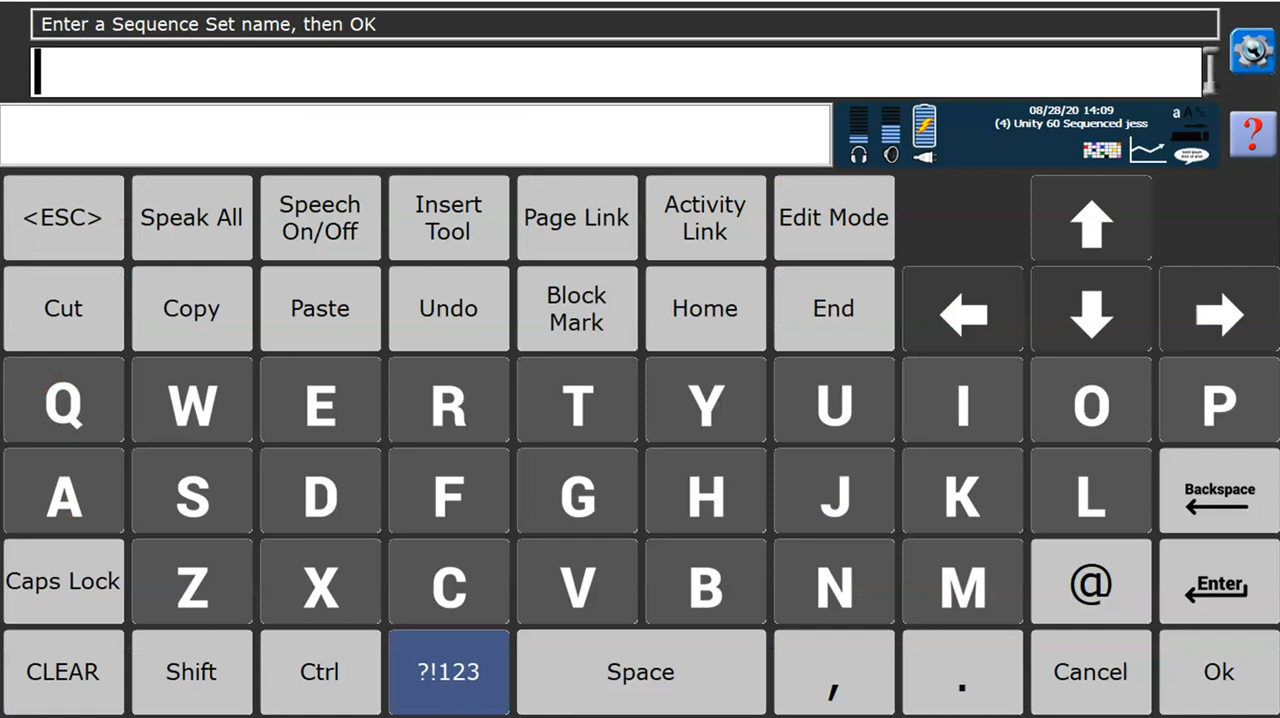 Enter a Sequence Set name, then OK
08/28/20 14:09
(4) Unity 60 Sequenced jess
?
<ESC>
Speak All
Speech
On/Off
Insert
Tool
Page Link
Activity
Link
Edit Mode
Cut
Copy
Paste
Undo
Block
Mark
Home
End
Q W E R T Y U I O P
A S D F G H J K L
Backspace
Caps Lock
Z X C V B N M @
Enter
CLEAR
Shift
Ctrl
?!123
Space
,
.
Cancel
Ok